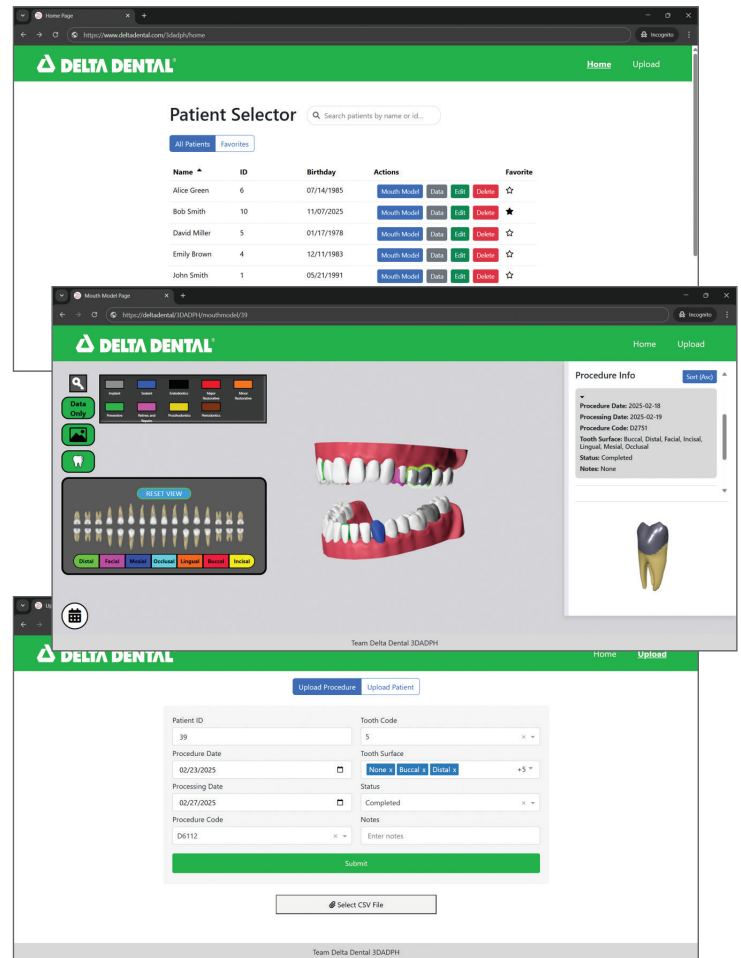 Home Page
https://www.deltadental.com/3dadph/home
Incognito
DELTA DENTAL®
Home Upload
Patient Selector
Search patients by name or id...
All Patients Favorites
Name ID Birthday Actions Favorite
Alice Green 6 07/14/1985 Mouth Model Data Edit Delete
Bob Smith 10 11/07/2025 Mouth Model Data Edit Delete
David Miller 5 01/17/1978 Mouth Model Data Edit Delete
Emily Brown 4 12/11/1983 Mouth Model Data Edit Delete
John Smith 1 05/21/1991 Mouth Model Data Edit Delete
Mouth Model Page
https://deltadental/3DADPH/mouthmodel/39
Incognito
DELTA DENTAL®
Home Upload
Data Only
Implant Sealant Endodontics Major Restorative Minor Restorative
Preventive Relines and Repairs Prosthodontics Periodontics
RESET VIEW
Distal Facial Mesial Occlusal Lingual Buccal Incisal
Procedure Info Sort (Asc)
Procedure Date: 2025-02-18
Processing Date: 2025-02-19
Procedure Code: D2751
Tooth Surface: Buccal, Distal, Facial, Incisal,
Lingual, Mesial, Occlusal
Status: Completed
Notes: None
Team Delta Dental 3DADPH
DELTA DENTAL
Home Upload
Upload Procedure Upload Patient
Patient ID Tooth Code
39 5
Procedure Date Tooth Surface
02/23/2025 None x Buccal x Distal x +5
Processing Date Status
02/27/2025 Completed
Procedure Code Notes
D6112 Enter notes
Submit
Select CSV File
Team Delta Dental 3DADPH